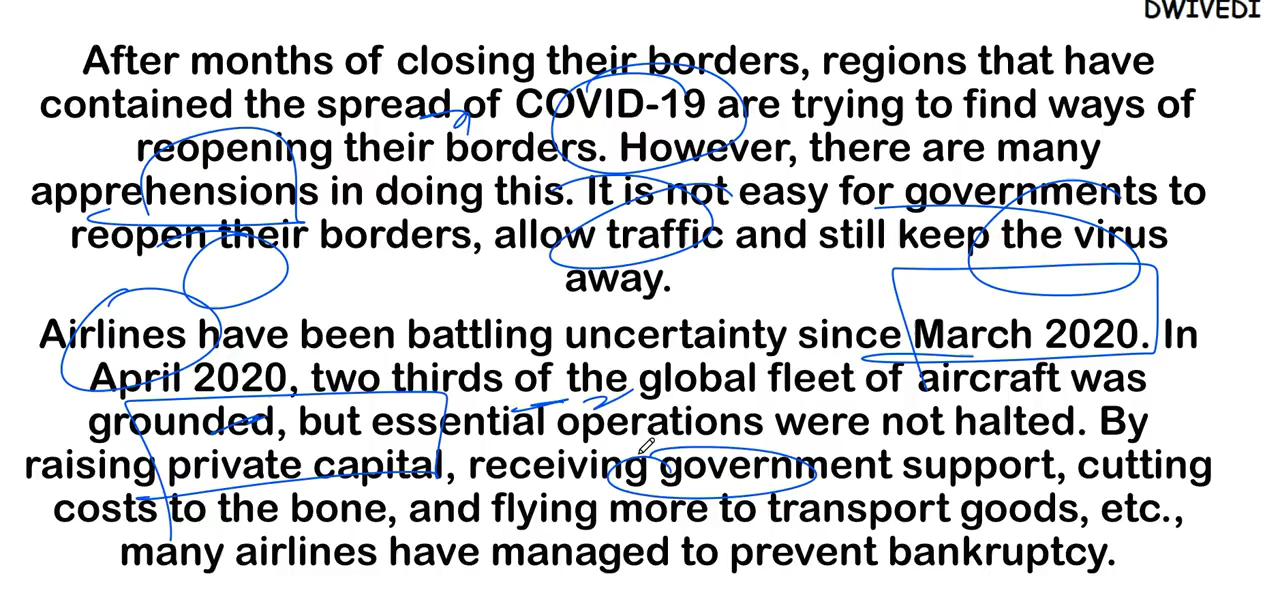 DWIVEDI
After months of closing their borders, regions that have
contained the spread of COVID-19 are trying to find ways of
reopening their borders. However, there are many
apprehensions in doing this. It is not easy for governments to
reopen their borders, allow traffic and still keep the virus
away.
Airlines have been battling uncertainty since March 2020. In
April 2020, two thirds of the global fleet of aircraft was
grounded, but essential operations were not halted. By
raising private capital, receiving government support, cutting
costs to the bone, and flying more to transport goods, etc.,
many airlines have managed to prevent bankruptcy.